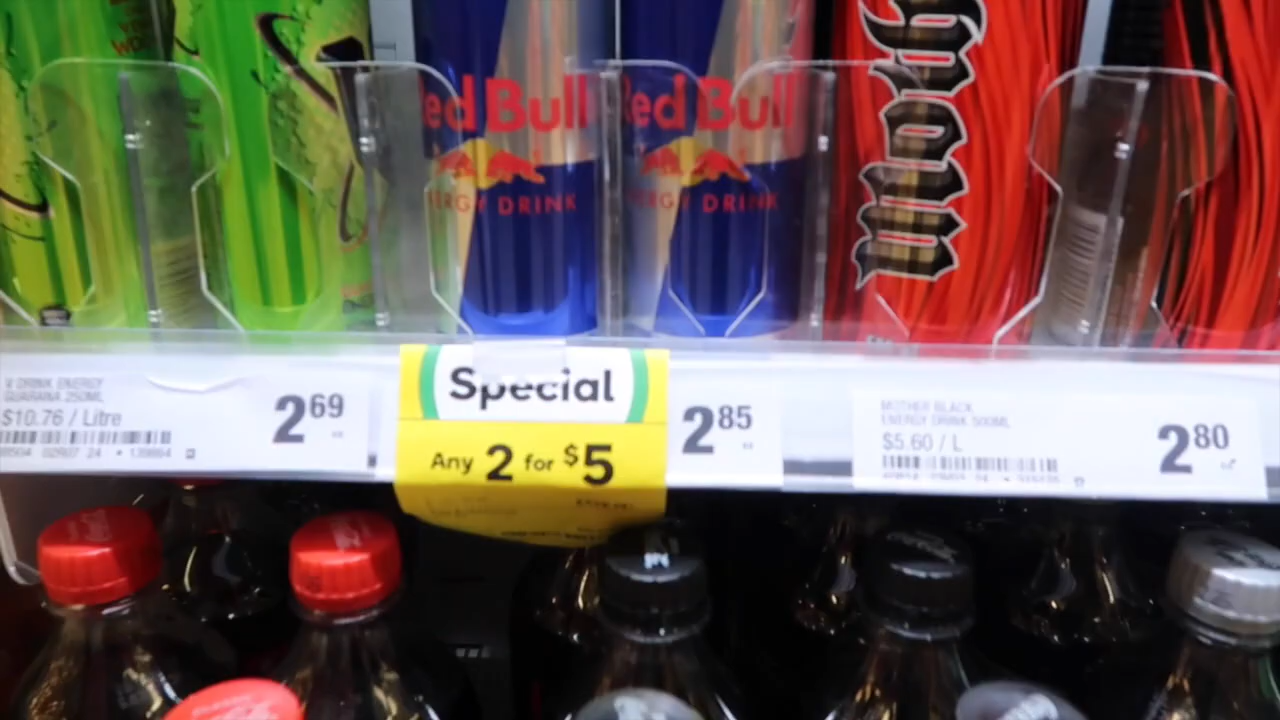 Red Bull
ENERGY DRINK
Red Bull
ENERGY DRINK
Mother
V DRINK ENERGY
GUARANA 250ML
$10.76 / Litre
2 69
Special
Any 2 for $5
2 85
MOTHER BLACK
ENERGY DRINK 500ML
$5.60 / L
2 80